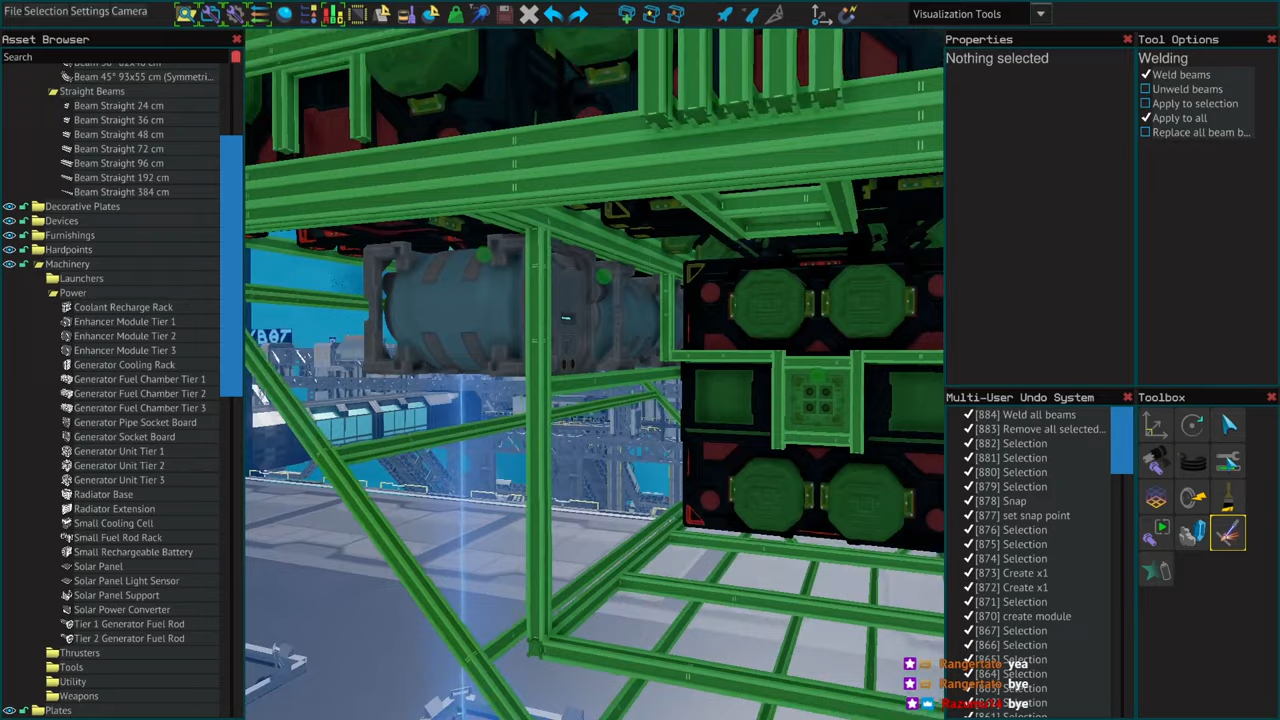 File Selection Settings Camera
Visualization Tools
Asset Browser
Search
Beam 45° 93x55 cm (Symmetri...
Straight Beams
Beam Straight 24 cm
Beam Straight 36 cm
Beam Straight 48 cm
Beam Straight 72 cm
Beam Straight 96 cm
Beam Straight 192 cm
Beam Straight 384 cm
Decorative Plates
Devices
Furnishings
Hardpoints
Machinery
Launchers
Power
Coolant Recharge Rack
Enhancer Module Tier 1
Enhancer Module Tier 2
Enhancer Module Tier 3
Generator Cooling Rack
Generator Fuel Chamber Tier 1
Generator Fuel Chamber Tier 2
Generator Fuel Chamber Tier 3
Generator Pipe Socket Board
Generator Socket Board
Generator Unit Tier 1
Generator Unit Tier 2
Generator Unit Tier 3
Radiator Base
Radiator Extension
Small Cooling Cell
Small Fuel Rod Rack
Small Rechargeable Battery
Solar Panel
Solar Panel Light Sensor
Solar Panel Support
Solar Power Converter
Tier 1 Generator Fuel Rod
Tier 2 Generator Fuel Rod
Thrusters
Tools
Utility
Weapons
Plates
Properties
Nothing selected
Tool Options
Welding
Weld beams
Unweld beams
Apply to selection
Apply to all
Replace all beam b...
Multi-User Undo System
[884] Weld all beams
[883] Remove all selected...
[882] Selection
[881] Selection
[880] Selection
[879] Selection
[878] Snap
[877] set snap point
[876] Selection
[875] Selection
[874] Selection
[873] Create x1
[872] Create x1
[871] Selection
[870] create module
[867] Selection
[866] Selection
Toolbox
Rangertato yea
Rangertato bye
bye